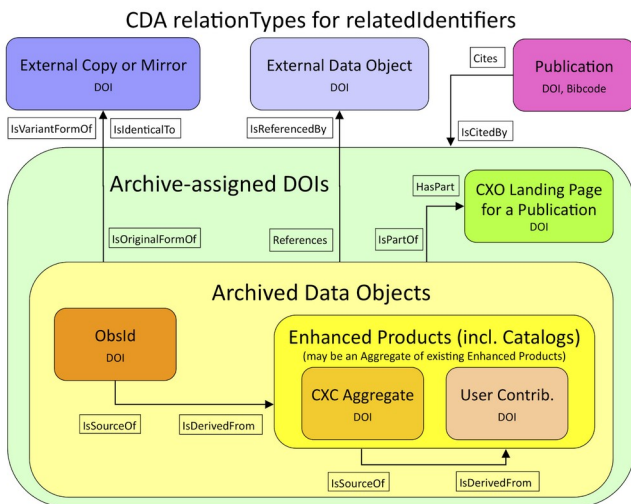 CDA relationTypes for relatedIdentifiers
External Copy or Mirror
DOI
External Data Object
DOI
Publication
DOI, Bibcode
Cites
IsVariantFormOf
IsIdenticalTo
IsReferencedBy
IsCitedBy
Archive-assigned DOIs
HasPart
CXO Landing Page
for a Publication
DOI
IsOriginalFormOf
References
IsPartOf
Archived Data Objects
ObsId
DOI
Enhanced Products (incl. Catalogs)
(may be an Aggregate of existing Enhanced Products)
CXC Aggregate
DOI
User Contrib.
DOI
IsSourceOf
IsDerivedFrom
IsSourceOf
IsDerivedFrom